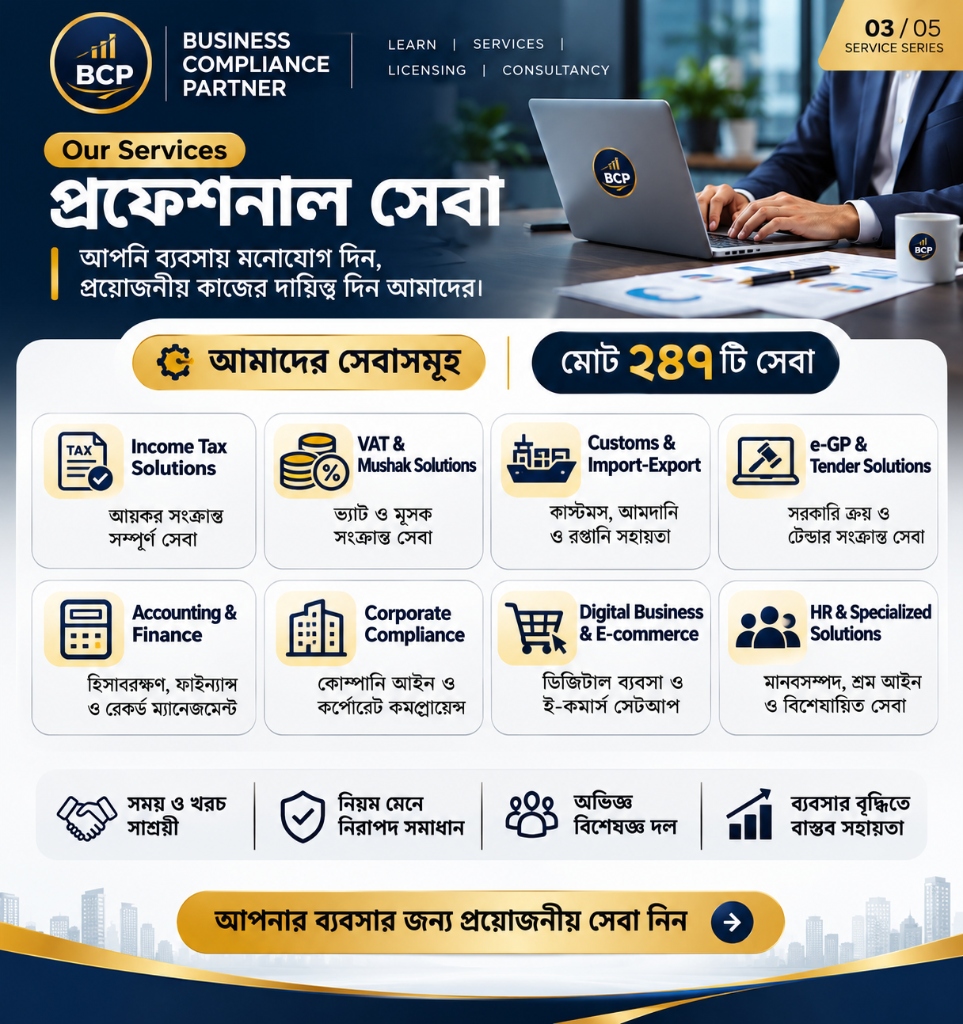 BCP
BUSINESS
COMPLIANCE
PARTNER
LEARN | SERVICES |
LICENSING | CONSULTANCY
03 / 05
SERVICE SERIES
Our Services
প্রফেশনাল সেবা
আপনি ব্যবসায় মনোযোগ দিন,
প্রয়োজনীয় কাজের দায়িত্ব দিন আমাদের।
BCP
BCP
আমাদের সেবাসমূহ
মোট ২৪৭ টি সেবা
TAX
Income Tax
Solutions
আয়কর সংক্রান্ত
সম্পূর্ণ সেবা
%
VAT &
Mushak Solutions
ভ্যাট ও মূসক
সংক্রান্ত সেবা
Customs &
Import-Export
কাস্টমস, আমদানি
ও রপ্তানি সহায়তা
e-GP &
Tender Solutions
সরকারি ক্রয় ও
টেন্ডার সংক্রান্ত সেবা
Accounting &
Finance
হিসাবরক্ষণ, ফাইন্যান্স
ও রেকর্ড ম্যানেজমেন্ট
Corporate
Compliance
কোম্পানি আইন ও
কর্পোরেট কমপ্লায়েন্স
Digital Business
& E-commerce
ডিজিটাল ব্যবসা ও
ই-কমার্স সেটআপ
HR & Specialized
Solutions
মানবসম্পদ, শ্রম আইন
ও বিশেষায়িত সেবা
সময় ও খরচ
সাশ্রয়ী
নিয়ম মেনে
নিরাপদ সমাধান
অভিজ্ঞ
বিশেষজ্ঞ দল
ব্যবসার বৃদ্ধিতে
বাস্তব সহায়তা
আপনার ব্যবসার জন্য প্রয়োজনীয় সেবা নিন